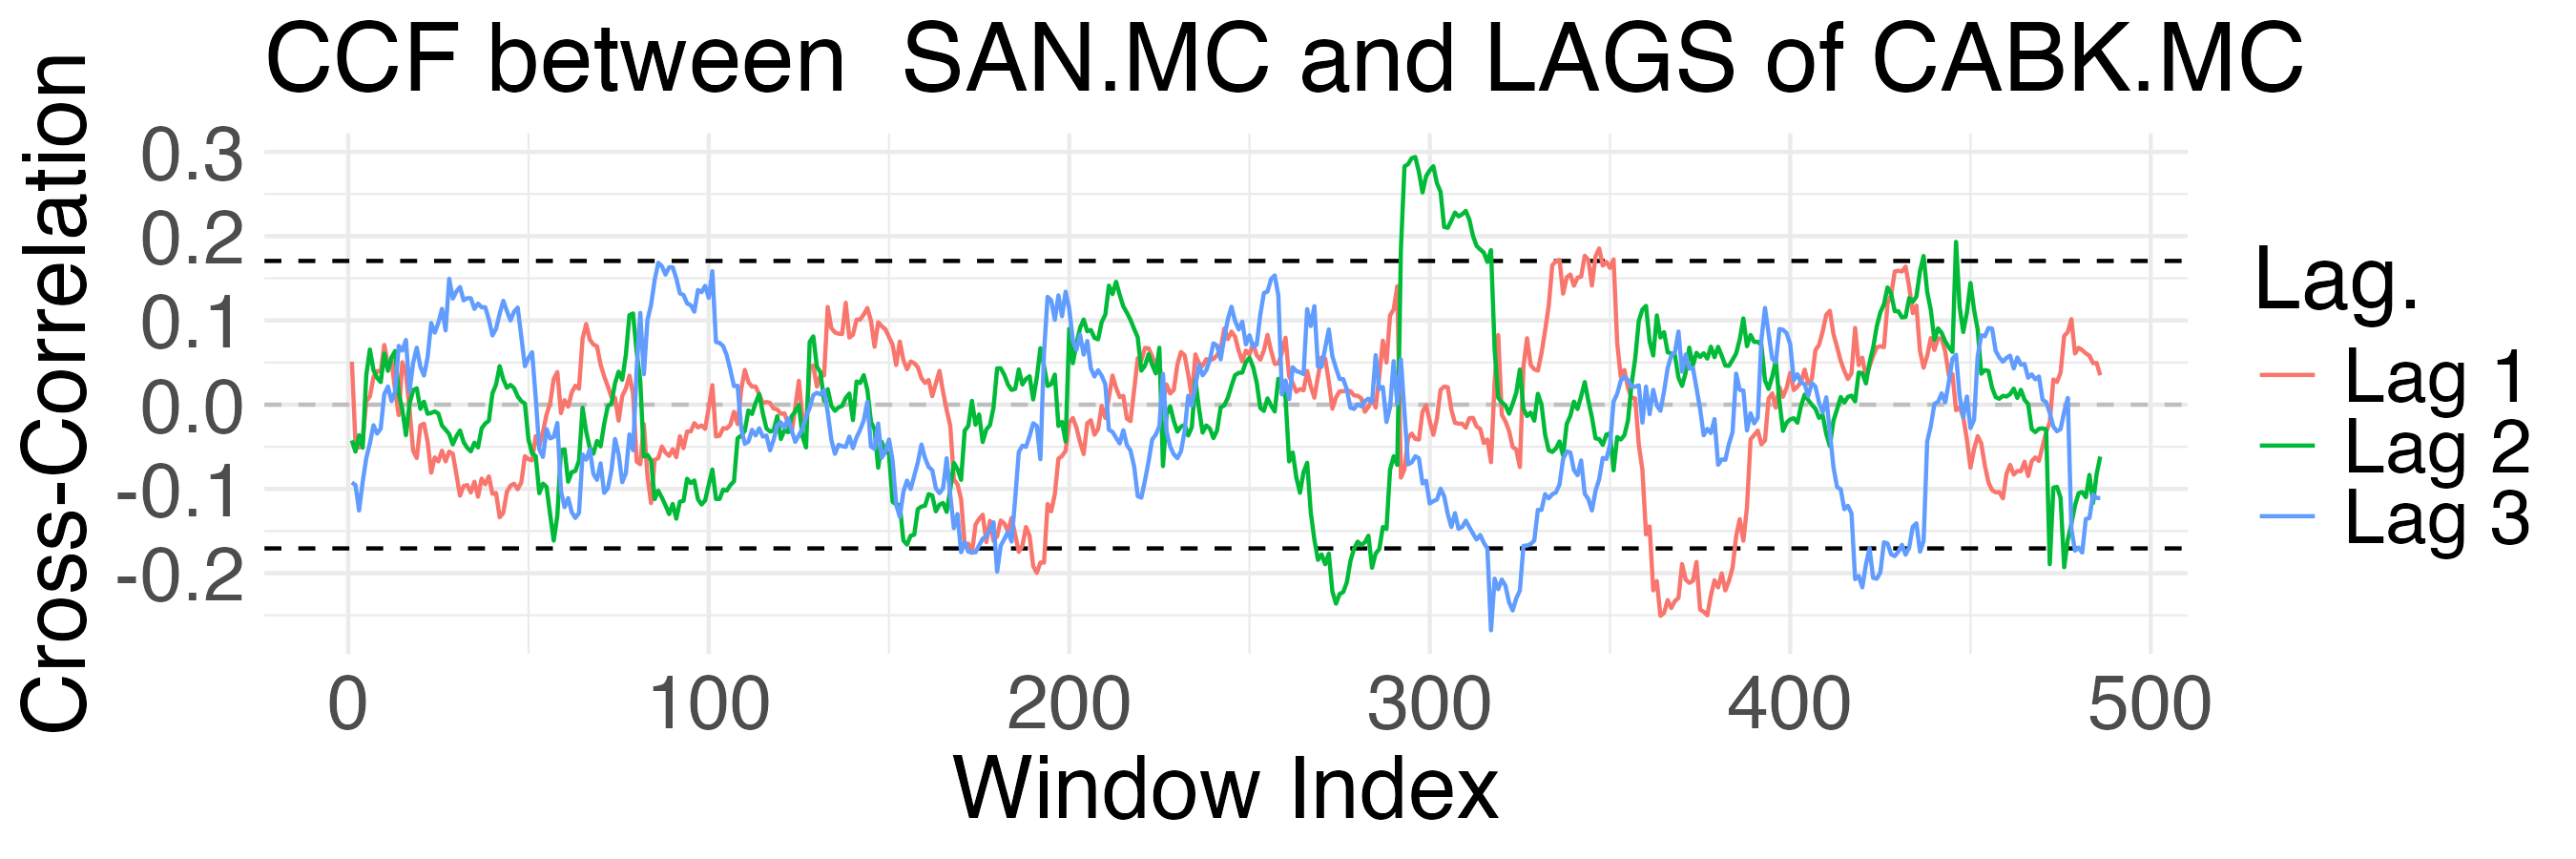 CCF between  SAN.MC and LAGS of CABK.MC
Cross-Correlation
0.3
0.2
0.1
0.0
-0.1
-0.2
0 100 200 300 400 500
Window Index
Lag.
Lag 1
Lag 2
Lag 3